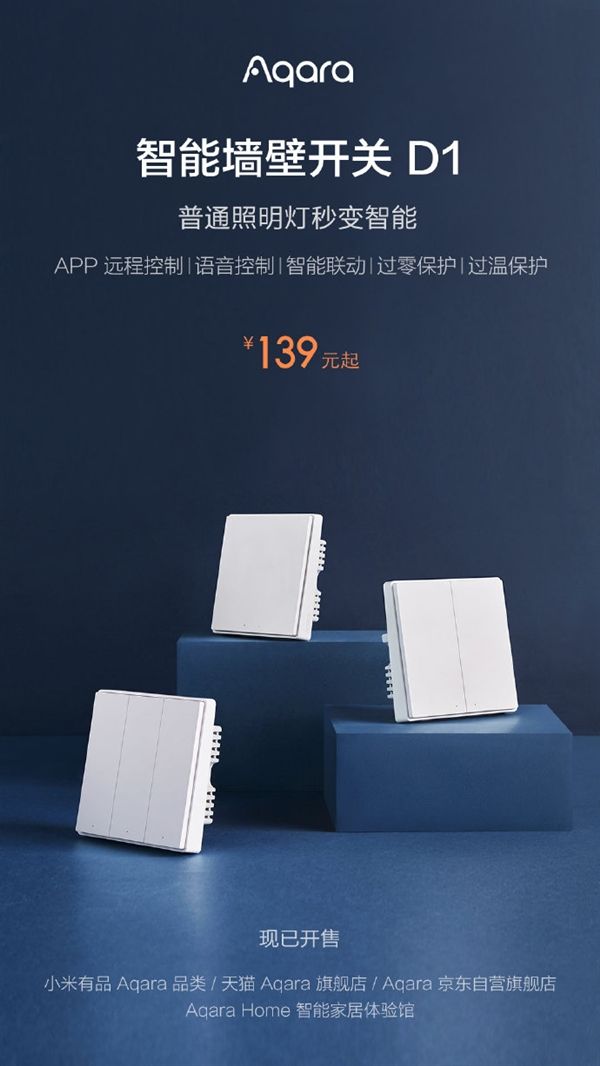 Aqara
智能墙壁开关 D1
普通照明灯秒变智能
APP 远程控制|语音控制|智能联动|过零保护|过温保护
¥139元起
现已开售
小米有品 Aqara 品类 / 天猫 Aqara 旗舰店 / Aqara 京东自营旗舰店
Aqara Home 智能家居体验馆